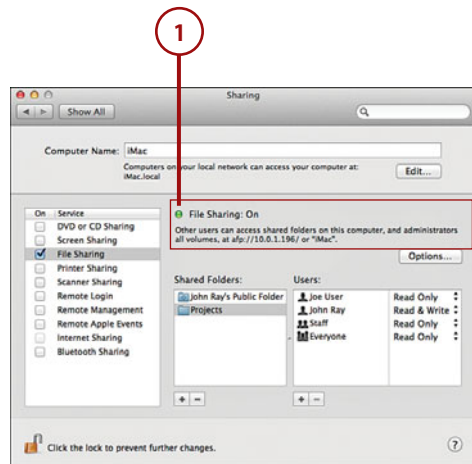 1
Sharing
Show All
Computer Name: iMac
Computers on your local network can access your computer at:
iMac.local
Edit...
On Service
DVD or CD Sharing
Screen Sharing
File Sharing
Printer Sharing
Scanner Sharing
Remote Login
Remote Management
Remote Apple Events
Internet Sharing
Bluetooth Sharing
File Sharing: On
Other users can access shared folders on this computer, and administrators
all volumes, at afp://10.0.1.196/ or "iMac".
Options...
Shared Folders:
John Ray's Public Folder
Projects
Users:
Joe User Read Only
John Ray Read & Write
Staff Read Only
Everyone Read Only
+ −
+ −
Click the lock to prevent further changes.
?